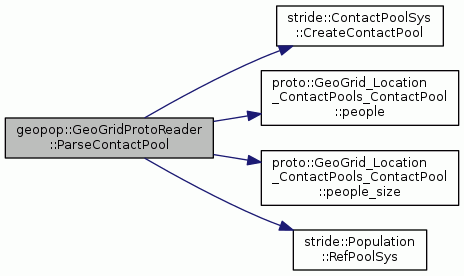 geopop::GeoGridProtoReader
::ParseContactPool
stride::ContactPoolSys
::CreateContactPool
proto::GeoGrid_Location
_ContactPools_ContactPool
::people
proto::GeoGrid_Location
_ContactPools_ContactPool
::people_size
stride::Population
::RefPoolSys